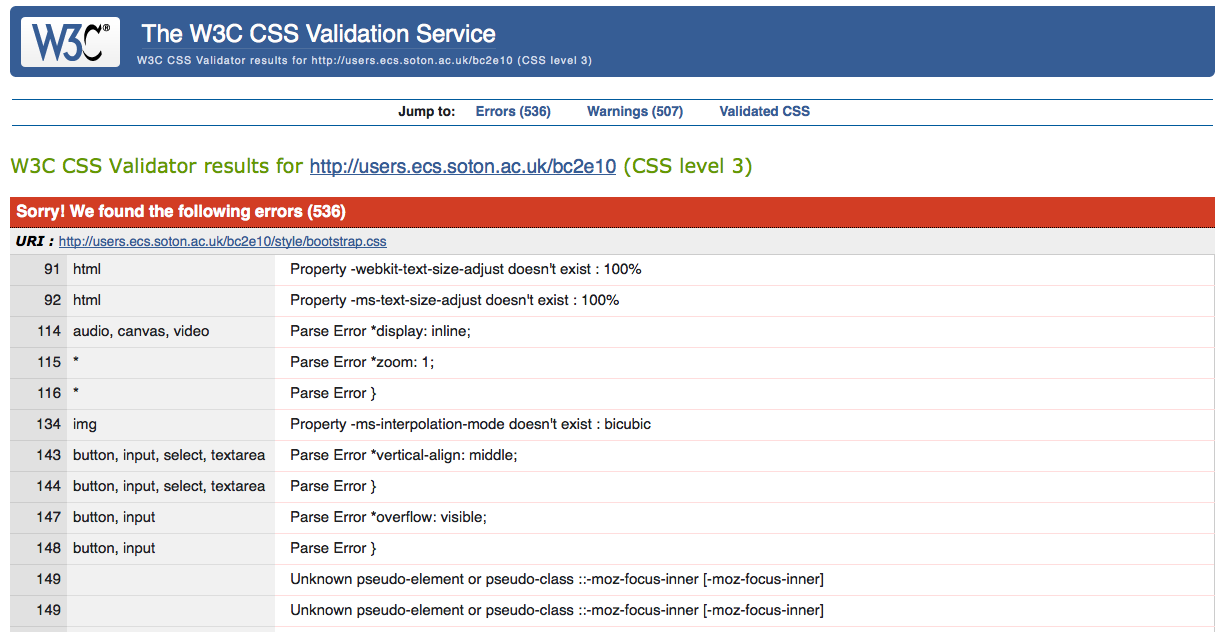 W3C®
The W3C CSS Validation Service
W3C CSS Validator results for http://users.ecs.soton.ac.uk/bc2e10 (CSS level 3)
Jump to: Errors (536) Warnings (507) Validated CSS
W3C CSS Validator results for http://users.ecs.soton.ac.uk/bc2e10 (CSS level 3)
Sorry! We found the following errors (536)
URI : http://users.ecs.soton.ac.uk/bc2e10/style/bootstrap.css
91 html Property -webkit-text-size-adjust doesn't exist : 100%
92 html Property -ms-text-size-adjust doesn't exist : 100%
114 audio, canvas, video Parse Error *display: inline;
115 * Parse Error *zoom: 1;
116 * Parse Error }
134 img Property -ms-interpolation-mode doesn't exist : bicubic
143 button, input, select, textarea Parse Error *vertical-align: middle;
144 button, input, select, textarea Parse Error }
147 button, input Parse Error *overflow: visible;
148 button, input Parse Error }
149 Unknown pseudo-element or pseudo-class ::-moz-focus-inner [-moz-focus-inner]
149 Unknown pseudo-element or pseudo-class ::-moz-focus-inner [-moz-focus-inner]